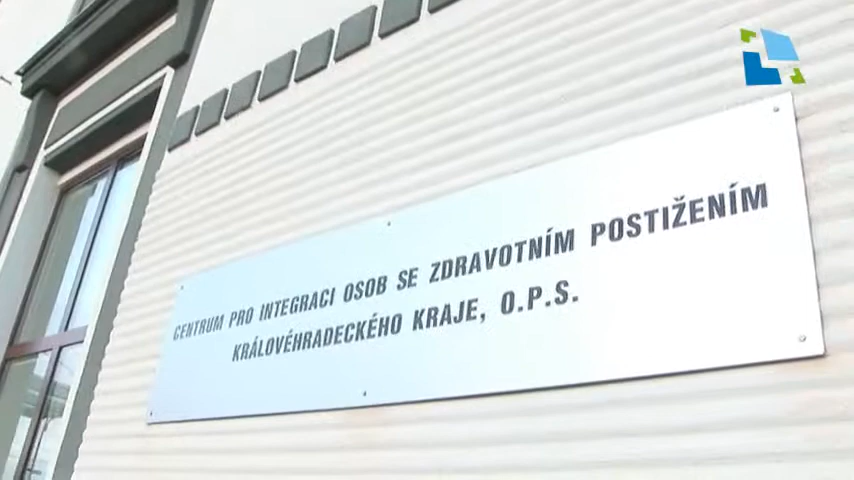 CENTRUM PRO INTEGRACI OSOB SE ZDRAVOTNÍM POSTIŽENÍM
KRÁLOVÉHRADECKÉHO KRAJE, O.P.S.